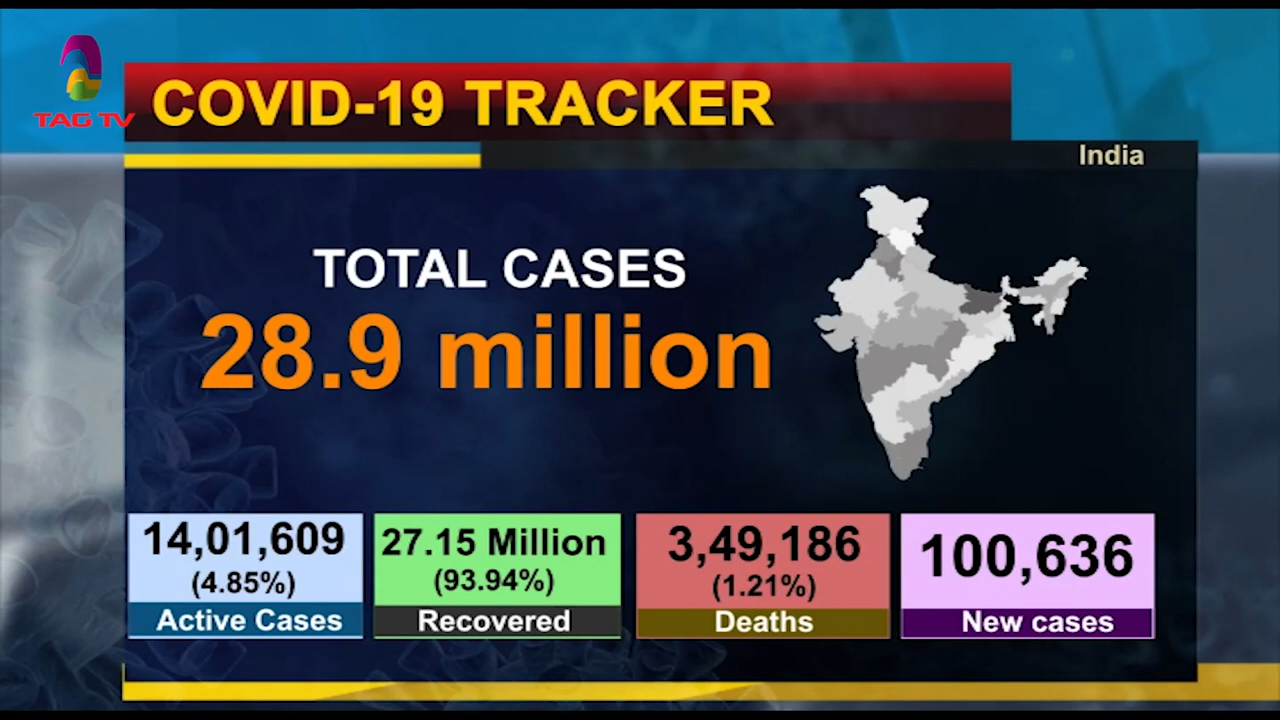 TAG TV
COVID-19 TRACKER
India
TOTAL CASES
28.9 million
14,01,609
(4.85%)
Active Cases
27.15 Million
(93.94%)
Recovered
3,49,186
(1.21%)
Deaths
100,636
New cases